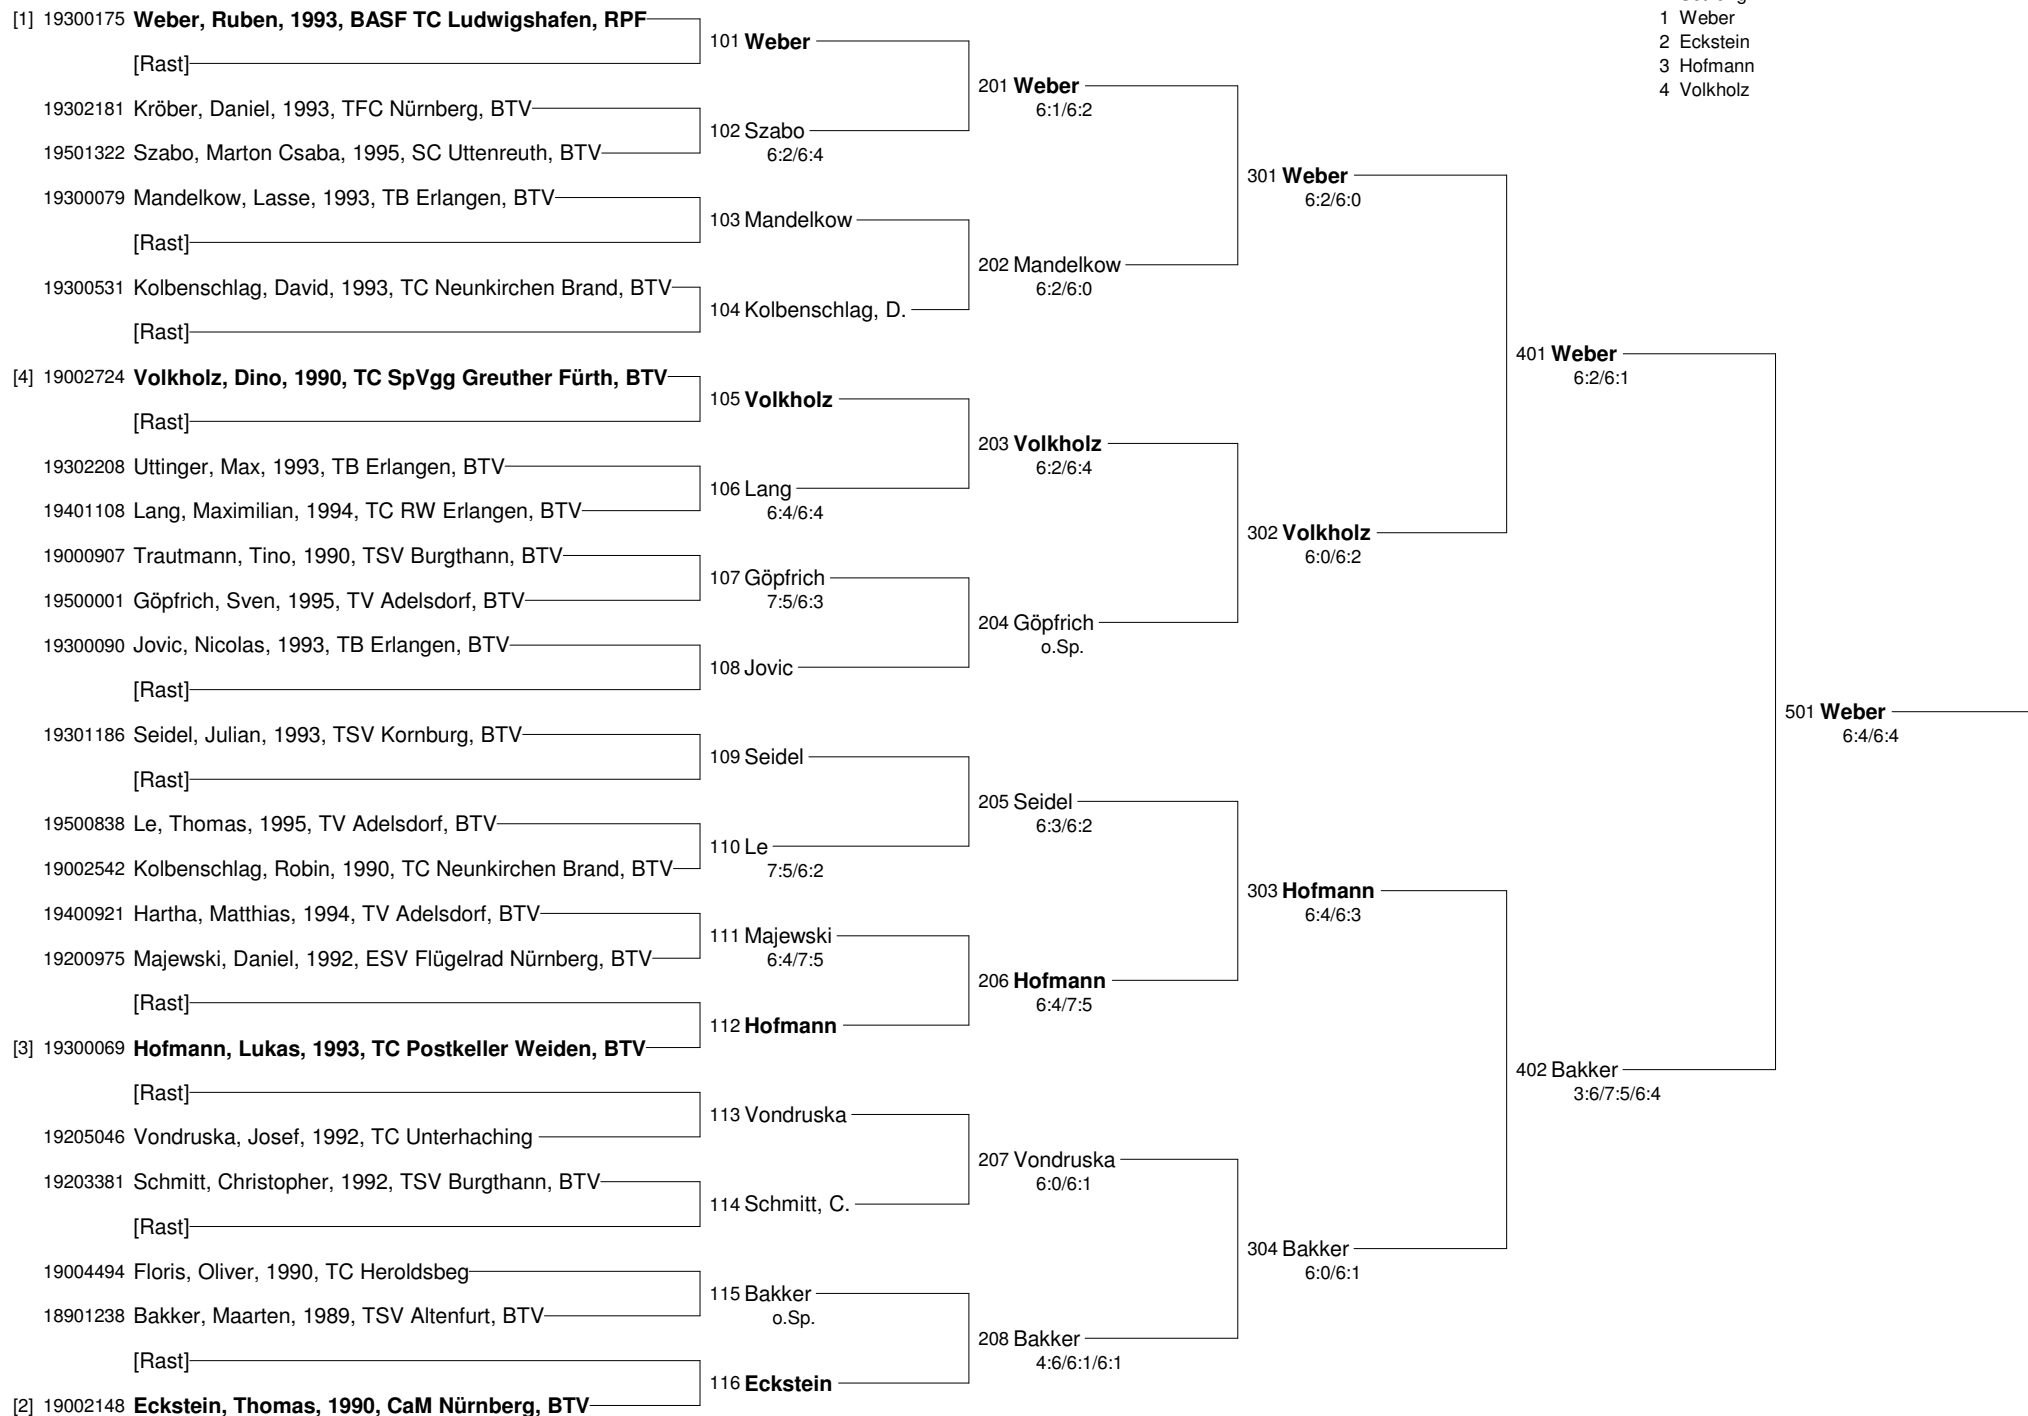 [1] 19300175 Weber, Ruben, 1993, BASF TC Ludwigshafen, RPF
[Rast]
19302181 Kröber, Daniel, 1993, TFC Nürnberg, BTV
19501322 Szabo, Marton Csaba, 1995, SC Uttenreuth, BTV
19300079 Mandelkow, Lasse, 1993, TB Erlangen, BTV
[Rast]
19300531 Kolbenschlag, David, 1993, TC Neunkirchen Brand, BTV
[Rast]
[4] 19002724 Volkholz, Dino, 1990, TC SpVgg Greuther Fürth, BTV
[Rast]
19302208 Uttinger, Max, 1993, TB Erlangen, BTV
19401108 Lang, Maximilian, 1994, TC RW Erlangen, BTV
19000907 Trautmann, Tino, 1990, TSV Burgthann, BTV
19500001 Göpfrich, Sven, 1995, TV Adelsdorf, BTV
19300090 Jovic, Nicolas, 1993, TB Erlangen, BTV
[Rast]
19301186 Seidel, Julian, 1993, TSV Kornburg, BTV
[Rast]
19500838 Le, Thomas, 1995, TV Adelsdorf, BTV
19002542 Kolbenschlag, Robin, 1990, TC Neunkirchen Brand, BTV
19400921 Hartha, Matthias, 1994, TV Adelsdorf, BTV
19200975 Majewski, Daniel, 1992, ESV Flügelrad Nürnberg, BTV
[Rast]
[3] 19300069 Hofmann, Lukas, 1993, TC Postkeller Weiden, BTV
[Rast]
19205046 Vondruska, Josef, 1992, TC Unterhaching
19203381 Schmitt, Christopher, 1992, TSV Burgthann, BTV
[Rast]
19004494 Floris, Oliver, 1990, TC Heroldsbeg
18901238 Bakker, Maarten, 1989, TSV Altenfurt, BTV
[Rast]
[2] 19002148 Eckstein, Thomas, 1990, CaM Nürnberg, BTV
101 Weber
102 Szabo
6:2/6:4
103 Mandelkow
104 Kolbenschlag, D.
105 Volkholz
106 Lang
6:4/6:4
107 Göpfrich
7:5/6:3
108 Jovic
109 Seidel
110 Le
7:5/6:2
111 Majewski
6:4/7:5
112 Hofmann
113 Vondruska
114 Schmitt, C.
115 Bakker
o.Sp.
116 Eckstein
201 Weber
6:1/6:2
202 Mandelkow
6:2/6:0
203 Volkholz
6:2/6:4
204 Göpfrich
o.Sp.
205 Seidel
6:3/6:2
206 Hofmann
6:4/7:5
207 Vondruska
6:0/6:1
208 Bakker
4:6/6:1/6:1
301 Weber
6:2/6:0
302 Volkholz
6:0/6:2
303 Hofmann
6:4/6:3
304 Bakker
6:0/6:1
401 Weber
6:2/6:1
402 Bakker
3:6/7:5/6:4
501 Weber
6:4/6:4
1 Weber
2 Eckstein
3 Hofmann
4 Volkholz